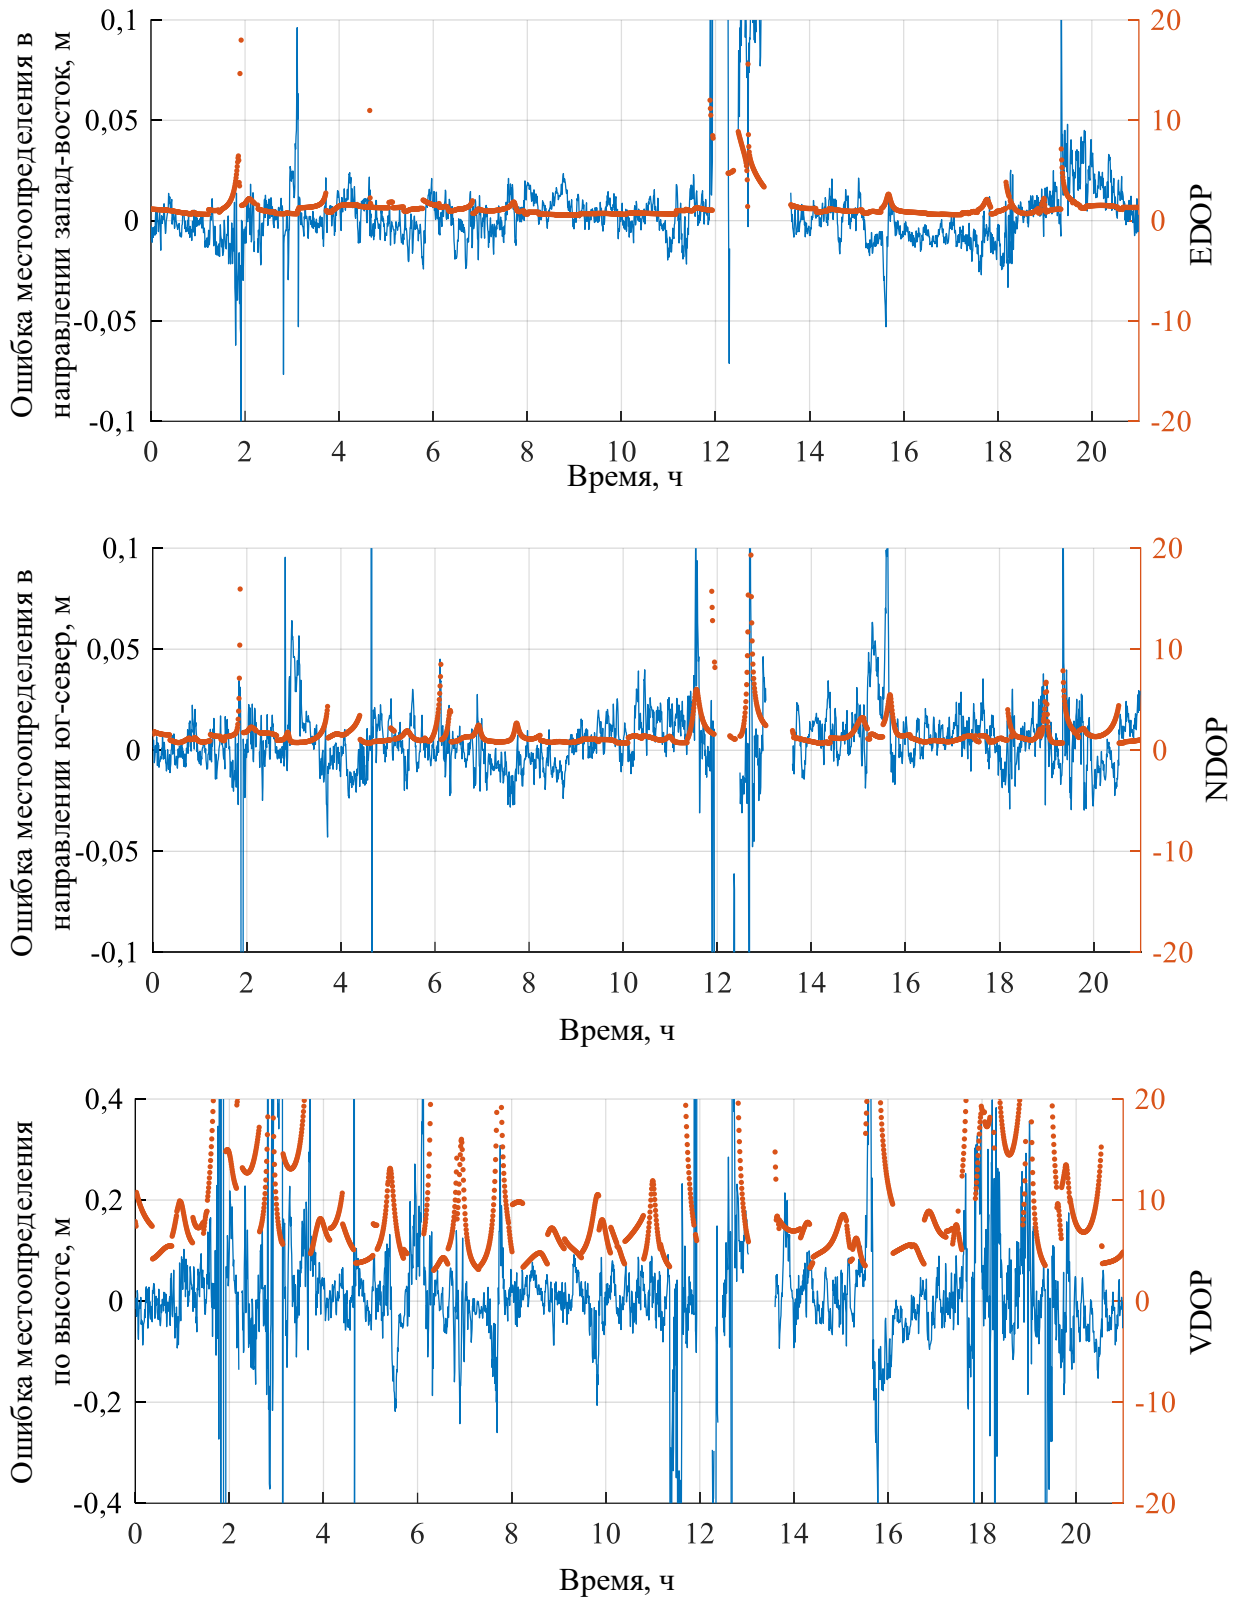 Ошибка местоопределения в
направлении запад-восток, м
0,1
0,05
0
-0,05
-0,1
20
10
0
-10
-20
EDOP
0 2 4 6 8 10 12 14 16 18 20
Время, ч
Ошибка местоопределения в
направлении юг-север, м
0,1
0,05
0
-0,05
-0,1
20
10
0
-10
-20
NDOP
0 2 4 6 8 10 12 14 16 18 20
Время, ч
Ошибка местоопределения
по высоте, м
0,4
0,2
0
-0,2
-0,4
20
10
0
-10
-20
VDOP
0 2 4 6 8 10 12 14 16 18 20
Время, ч